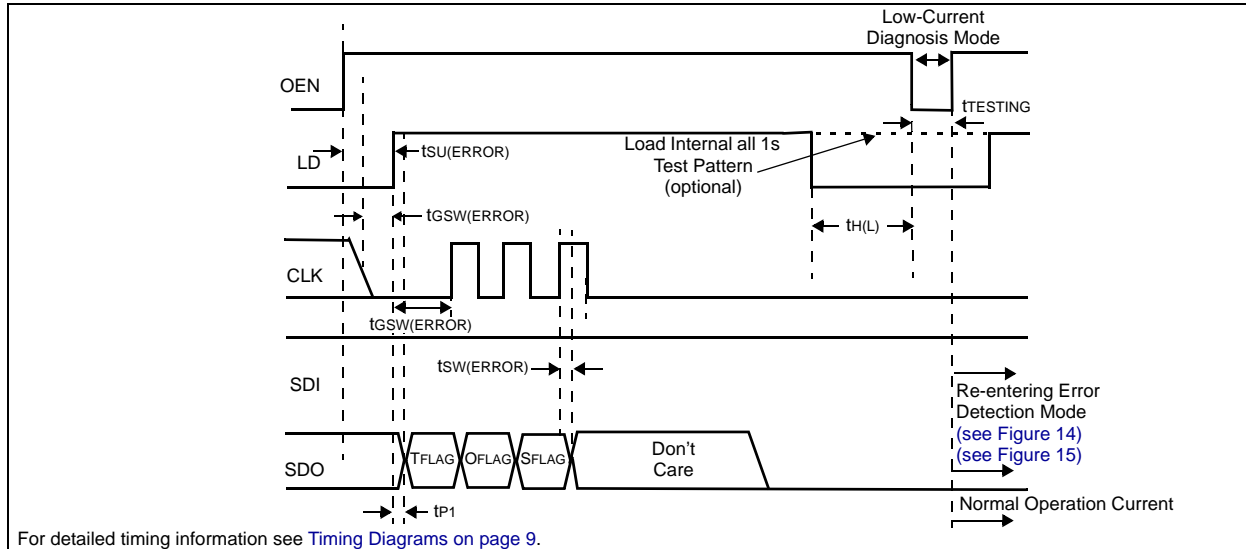 Low-Current
Diagnosis Mode
OEN
tTESTING
LD
tSU(ERROR)
Load Internal all 1s
Test Pattern
(optional)
tGSW(ERROR)
tH(L)
CLK
tGSW(ERROR)
tSW(ERROR)
SDI
Re-entering Error
Detection Mode
(see Figure 14)
(see Figure 15)
SDO
TFLAG
OFLAG
SFLAG
Don't
Care
tP1
Normal Operation Current
For detailed timing information see Timing Diagrams on page 9.